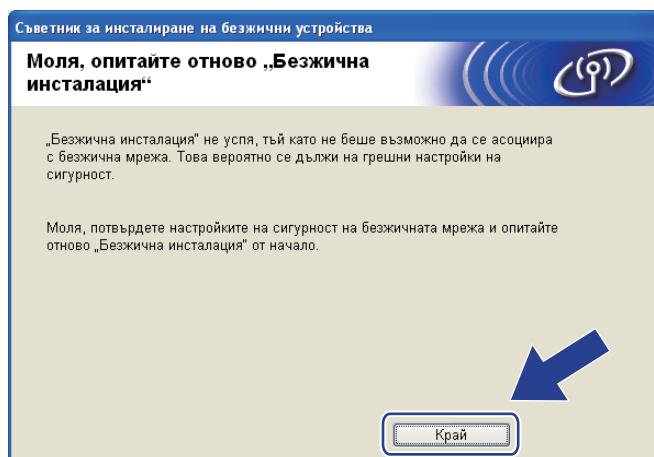 Съветник за инсталиране на безжични устройства
Моля, опитайте отново „Безжична
инсталация“
„Безжична инсталация" не успя, тъй като не беше възможно да се асоциира
с безжична мрежа. Това вероятно се дължи на грешни настройки на
сигурност.
Моля, потвърдете настройките на сигурност на безжичната мрежа и опитайте
отново „Безжична инсталация" от начало.
Край